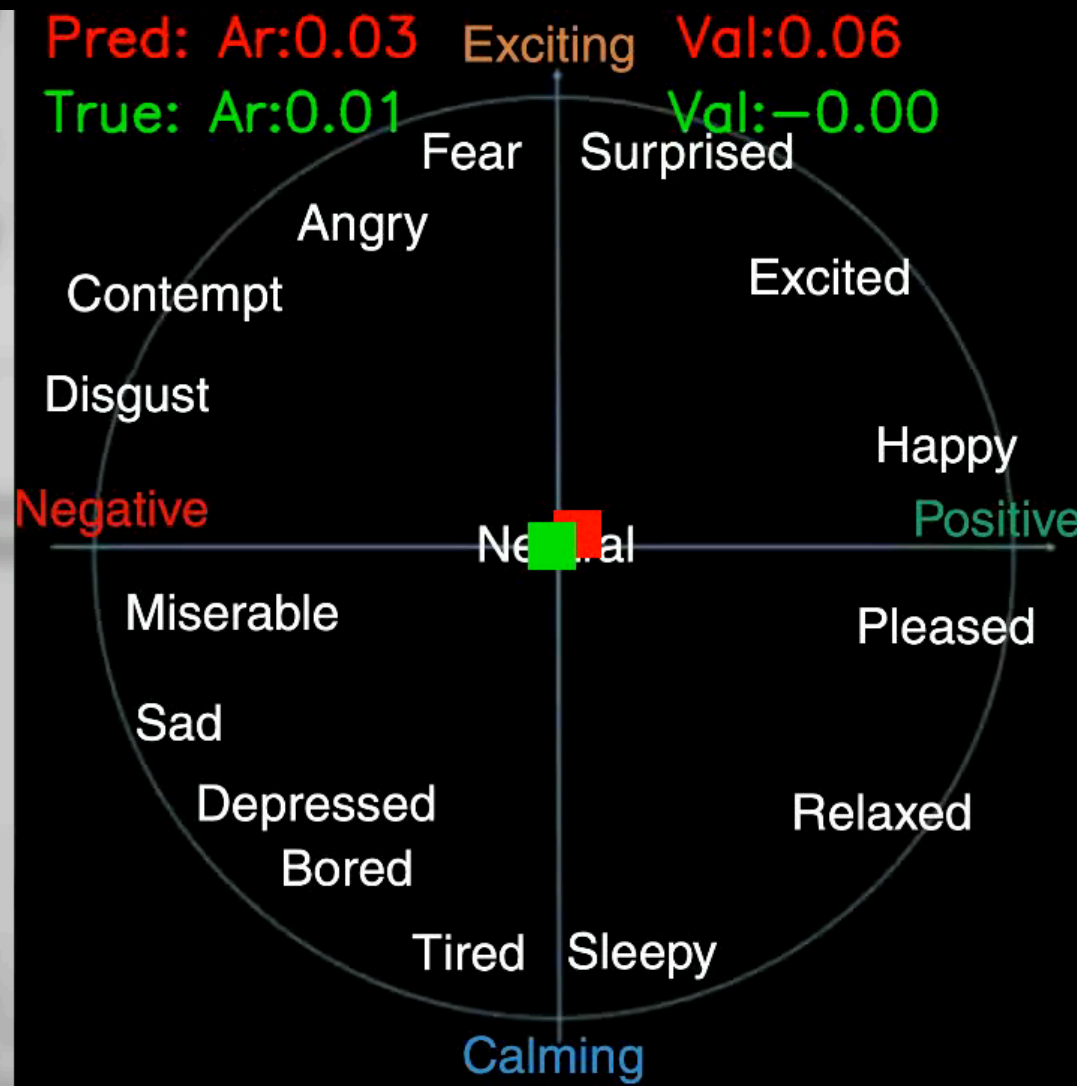 Pred: Ar:0.03 Exciting Val:0.06
True: Ar:0.01 Val:-0.00
Fear Surprised
Angry
Excited
Contempt
Disgust
Happy
Negative Positive
Miserable Pleased
Sad
Depressed Relaxed
Bored
Tired Sleepy
Calming